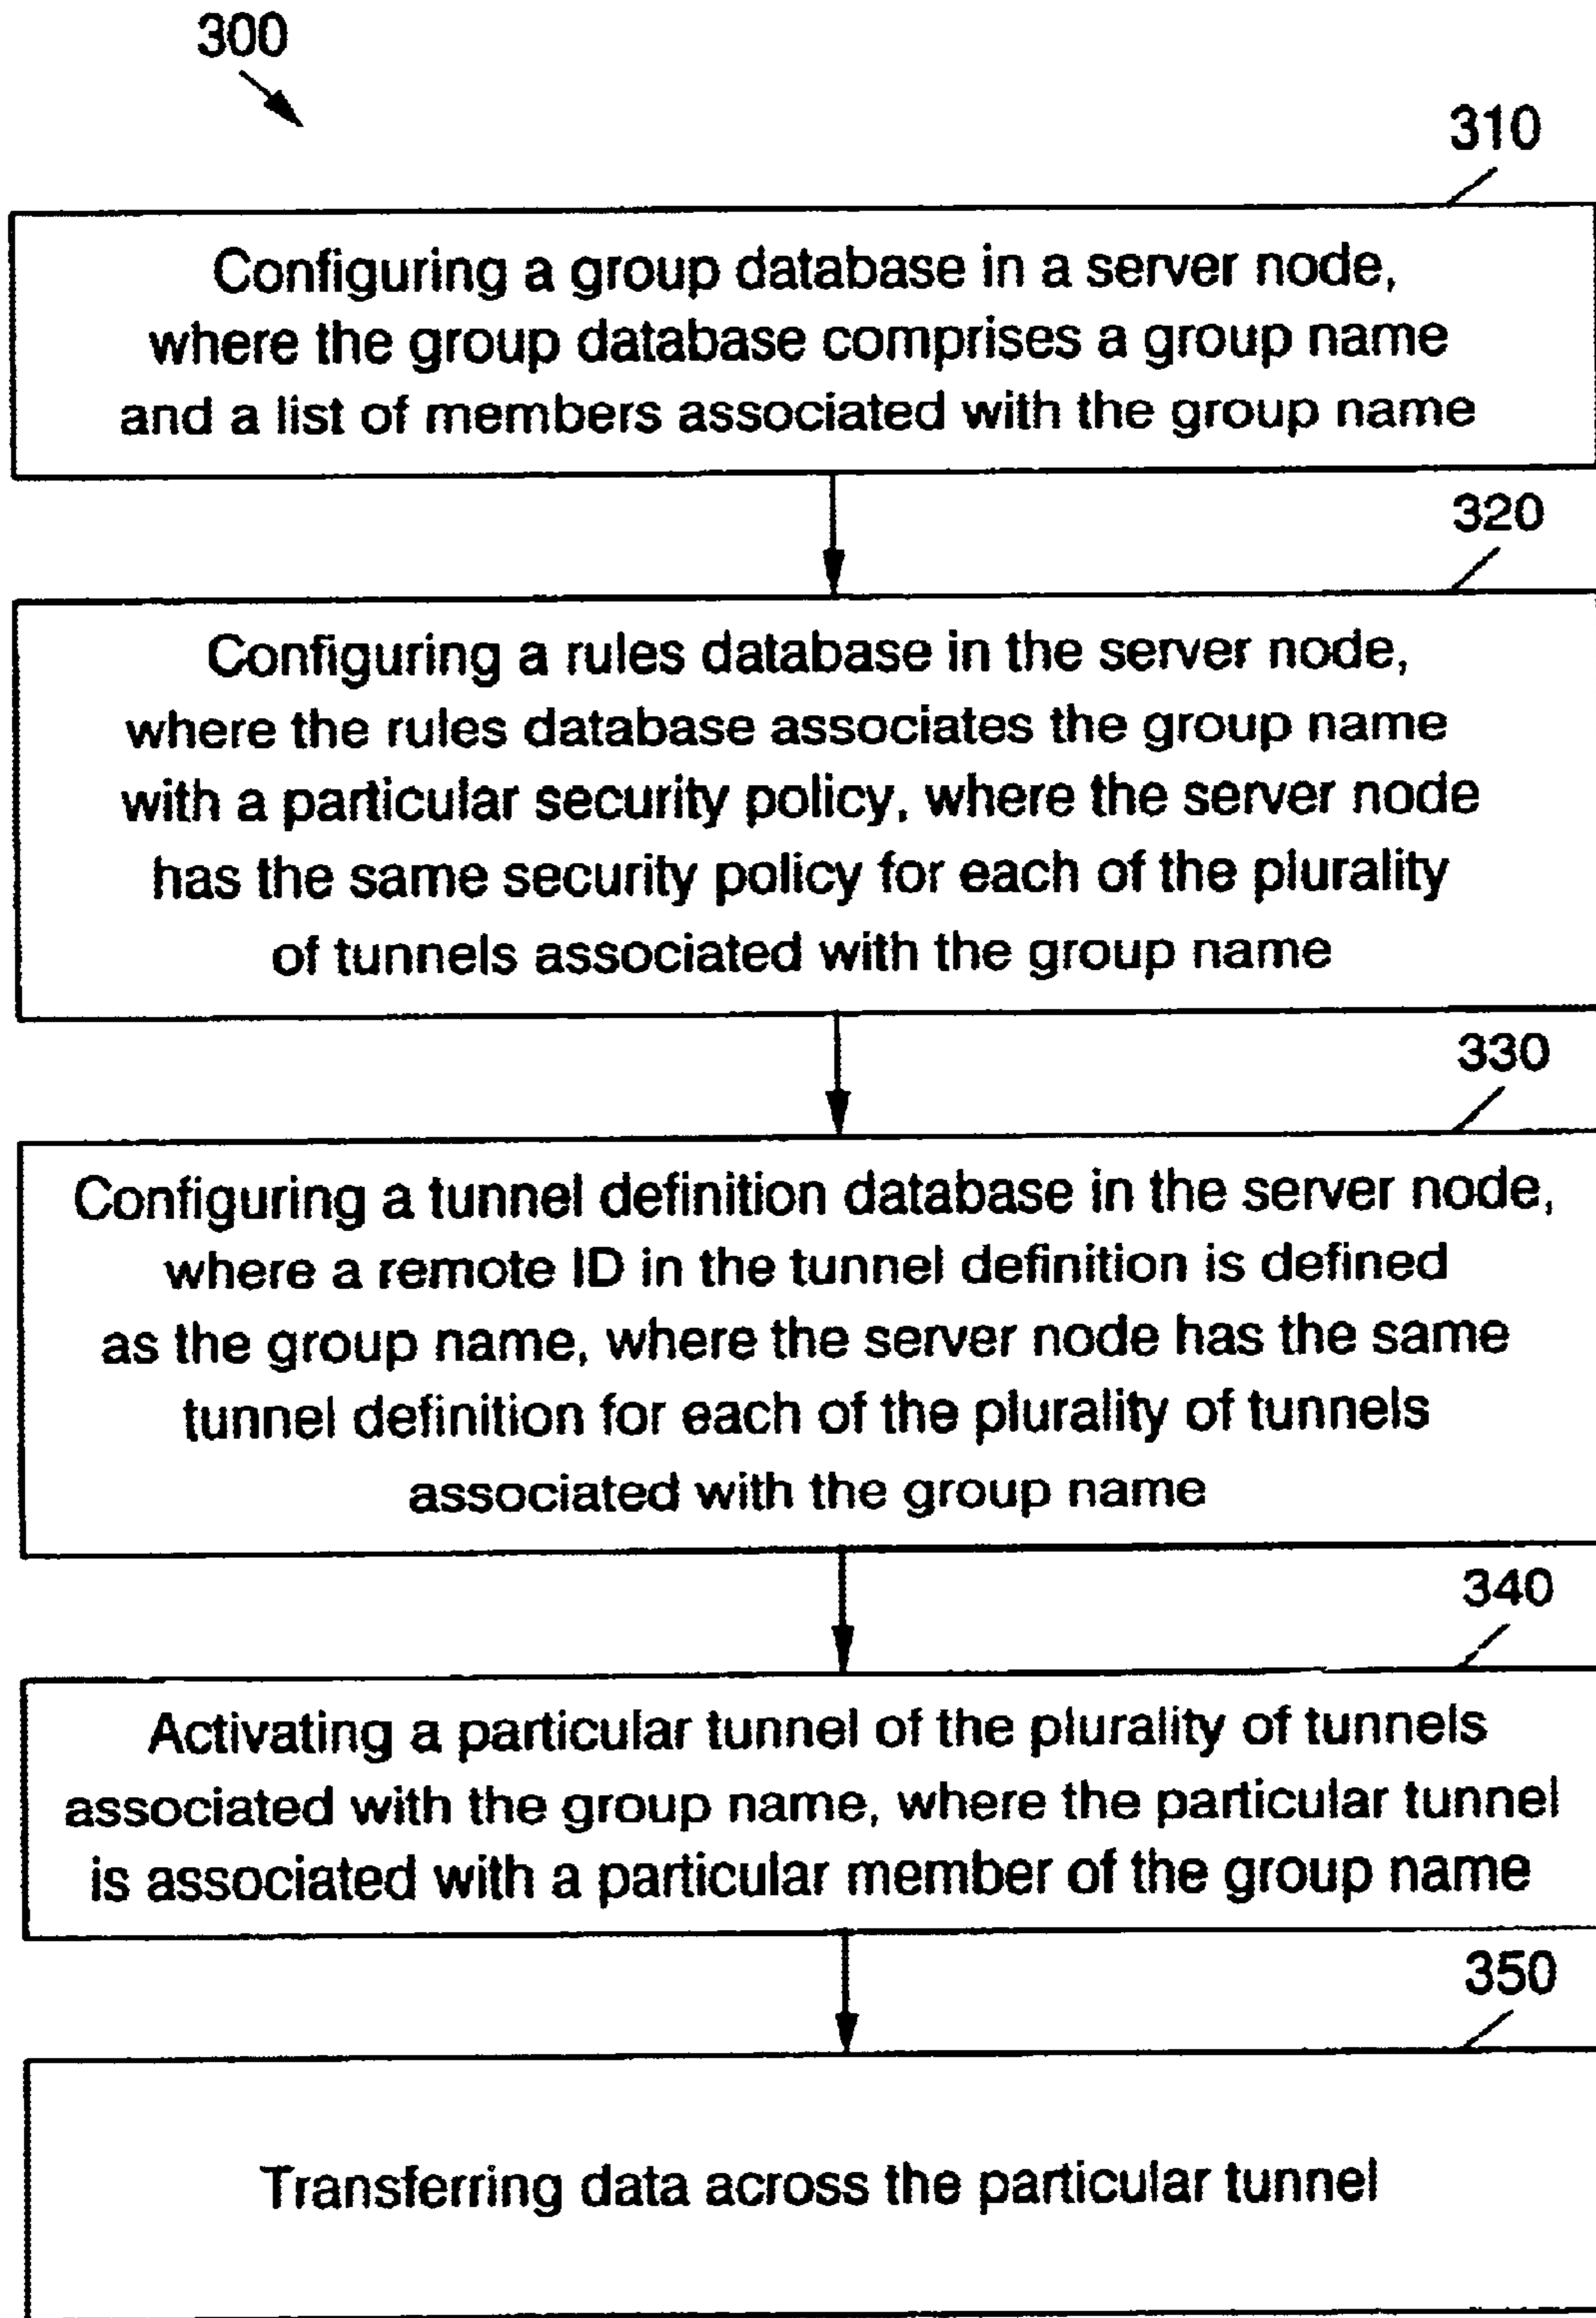 300
310
Configuring a group database in a server node,
where the group database comprises a group name
and a list of members associated with the group name
320
Configuring a rules database in the server node,
where the rules database associates the group name
with a particular security policy, where the server node
has the same security policy for each of the plurality
of tunnels associated with the group name
330
Configuring a tunnel definition database in the server node,
where a remote ID in the tunnel definition is defined
as the group name, where the server node has the same
tunnel definition for each of the plurality of tunnels
associated with the group name
340
Activating a particular tunnel of the plurality of tunnels
associated with the group name, where the particular tunnel
is associated with a particular member of the group name
350
Transferring data across the particular tunnel